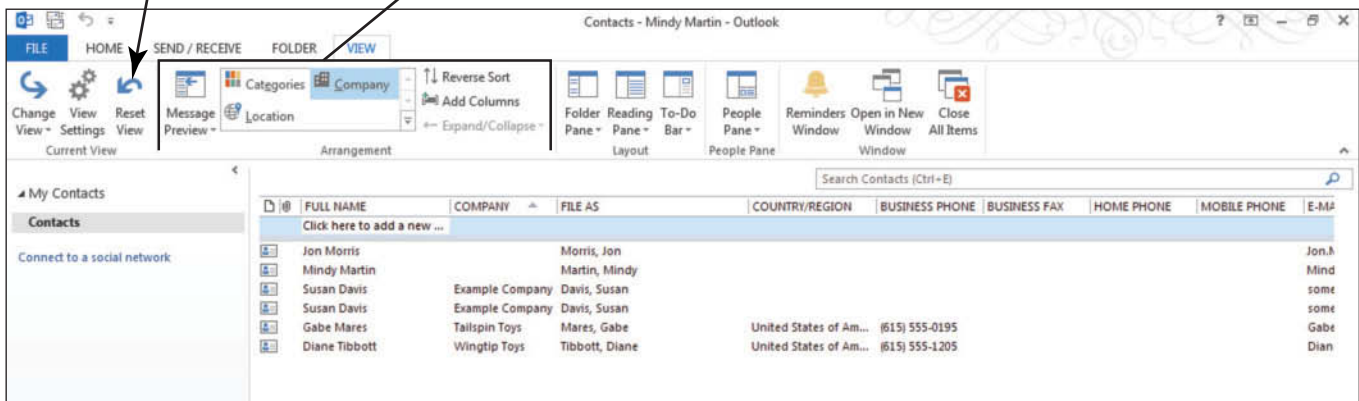 Contacts - Mindy Martin - Outlook
FILE HOME SEND / RECEIVE FOLDER VIEW
Change View View Settings Reset View
Current View
Message Preview Categories Company Location Reverse Sort Add Columns Expand/Collapse
Arrangement
Folder Pane Reading Pane To-Do Bar
Layout
People Pane
People Pane
Reminders Window Open in New Window Close All Items
Window
Search Contacts (Ctrl+E)
My Contacts
Contacts
Connect to a social network
FULL NAME COMPANY FILE AS COUNTRY/REGION BUSINESS PHONE BUSINESS FAX HOME PHONE MOBILE PHONE E-MA
Click here to add a new ...
Jon Morris Morris, Jon Jon.M
Mindy Martin Martin, Mindy Mind
Susan Davis Example Company Davis, Susan some
Susan Davis Example Company Davis, Susan some
Gabe Mares Tailspin Toys Mares, Gabe United States of Am... (615) 555-0195 Gabe
Diane Tibbott Wingtip Toys Tibbott, Diane United States of Am... (615) 555-1205 Dian